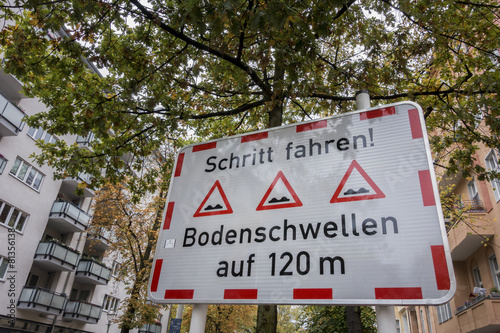 Schritt fahren!
Bodenschwellen
auf 120 m